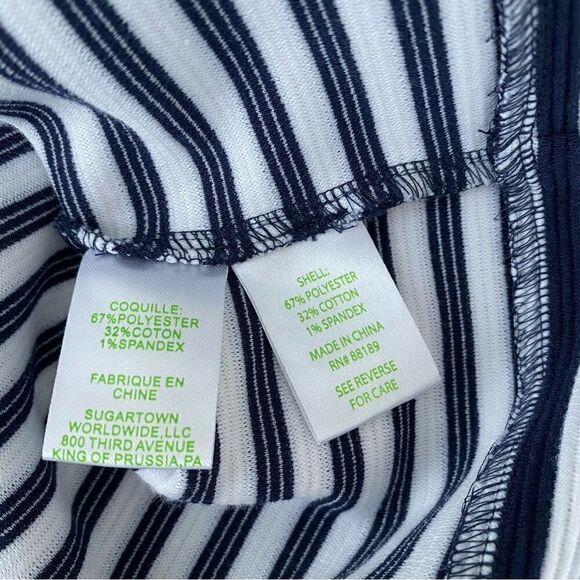 COQUILLE:
67%POLYESTER
32%COTON
1%SPANDEX
FABRIQUE EN
CHINE
SUGARTOWN
WORLDWIDE,LLC
800 THIRD AVENUE
KING OF PRUSSIA,PA
SHELL:
67%POLYESTER
32%COTTON
1%SPANDEX
MADE IN CHINA
RN# 88189
SEE REVERSE
FOR CARE